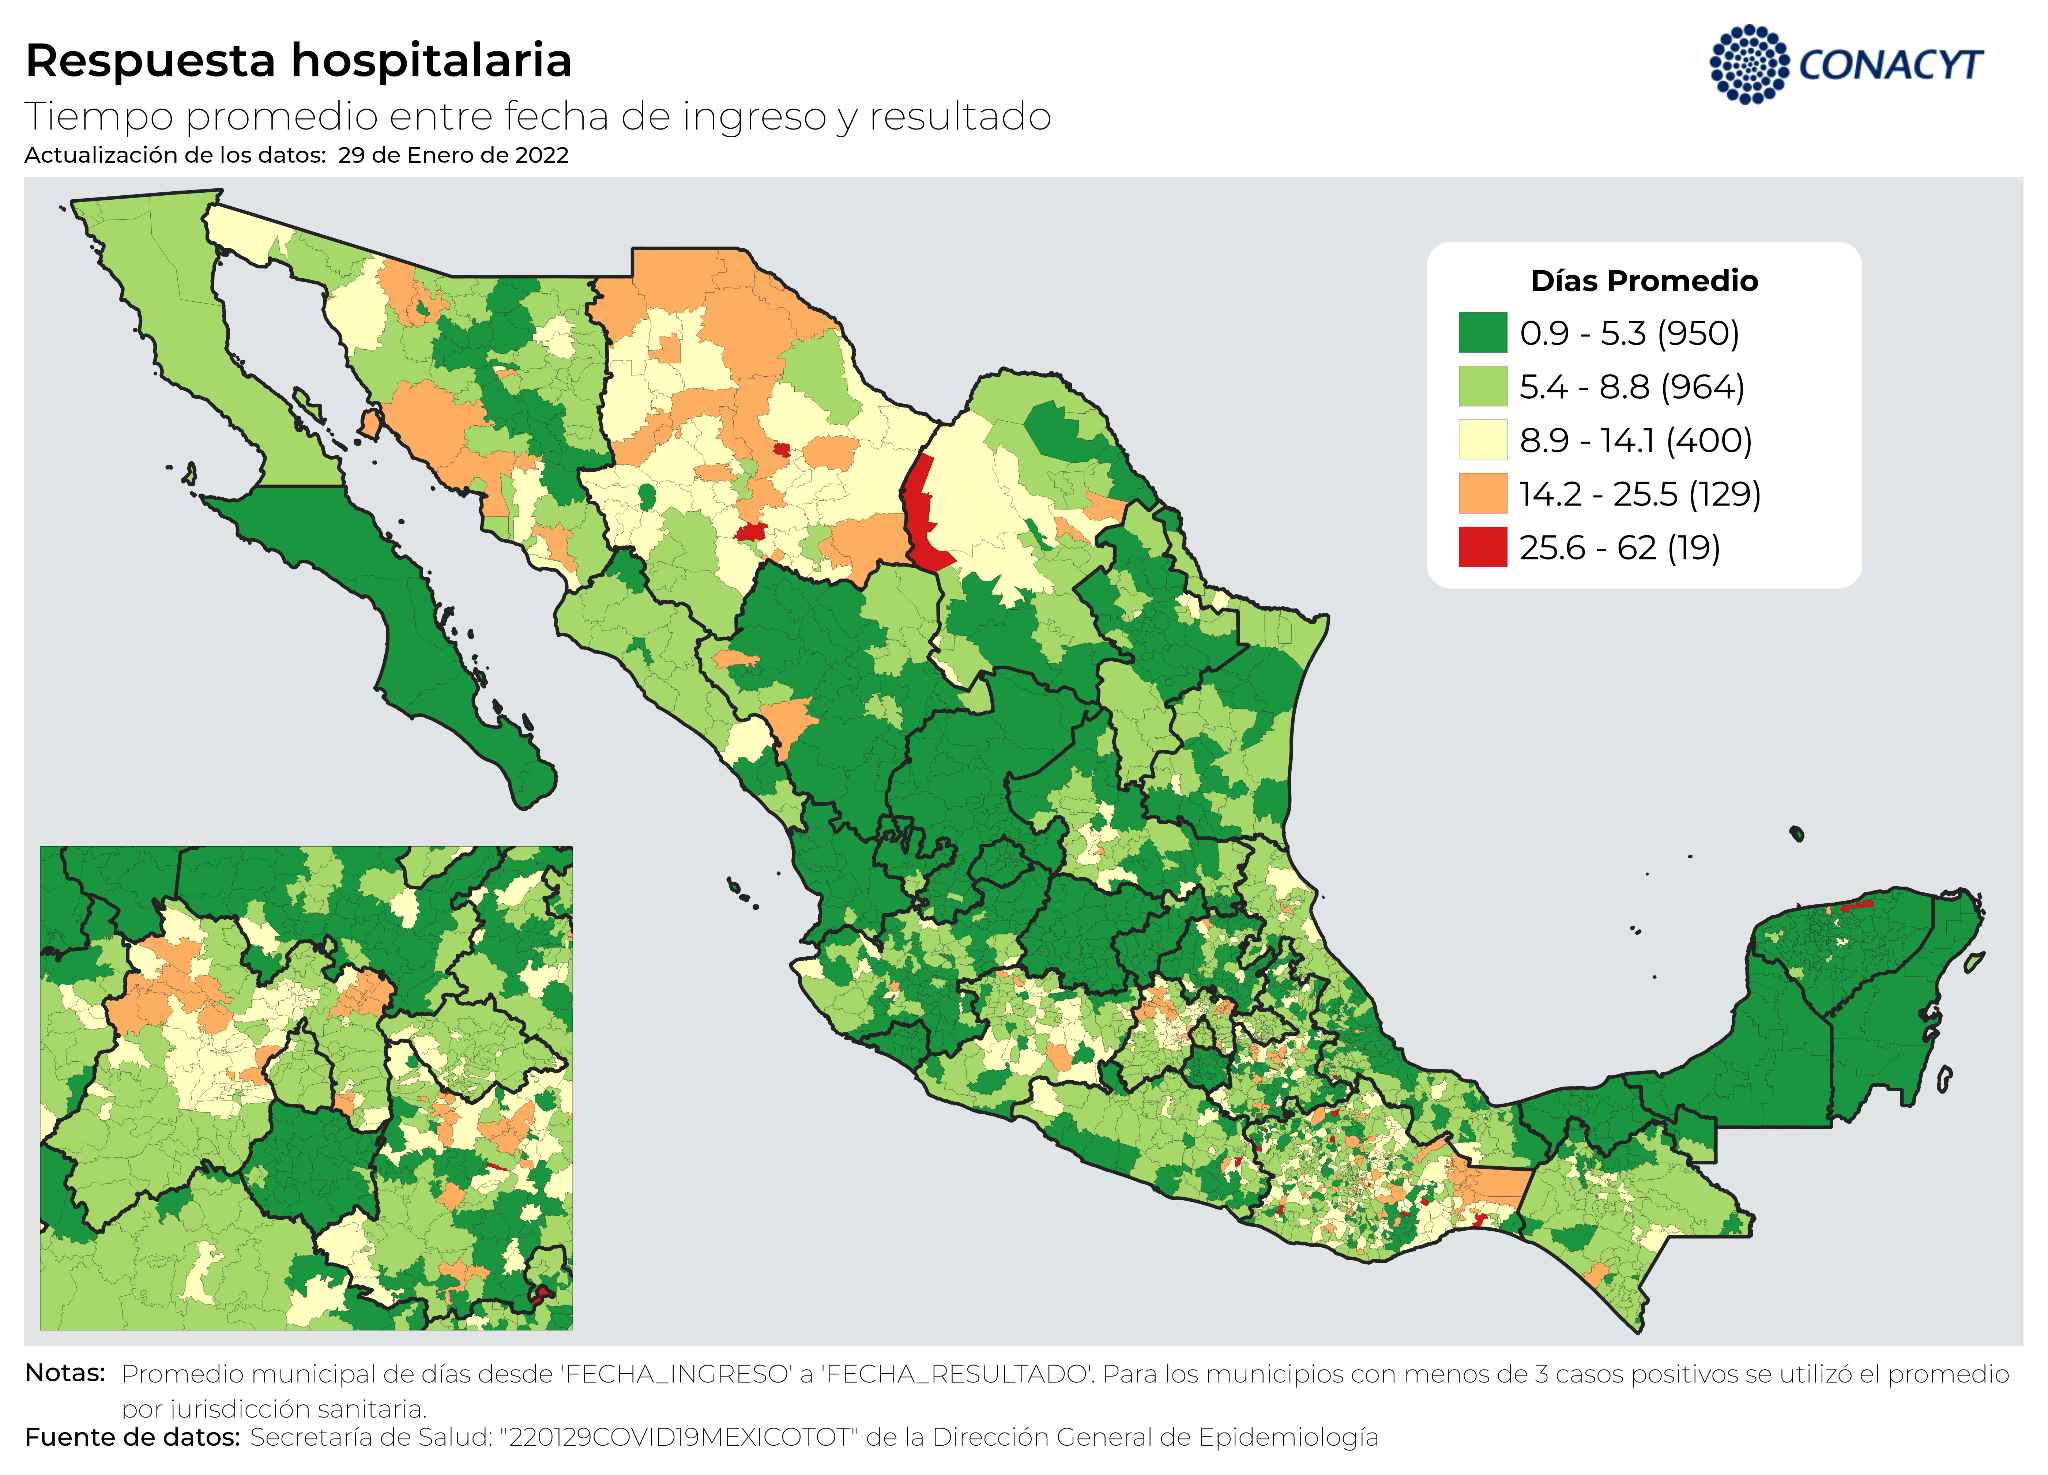 Respuesta hospitalaria
CONACYT
Tiempo promedio entre fecha de ingreso y resultado
Actualización de los datos: 29 de Enero de 2022
Días Promedio
0.9 - 5.3 (950)
5.4 - 8.8 (964)
8.9 - 14.1 (400)
14.2 - 25.5 (129)
25.6 - 62 (19)
Notas: Promedio municipal de días desde 'FECHA_INGRESO' a 'FECHA_RESULTADO'. Para los municipios con menos de 3 casos positivos se utilizó el promedio
por jurisdicción sanitaria.
Fuente de datos: Secretaría de Salud: "220129COVID19MEXICOTOT" de la Dirección General de Epidemiología